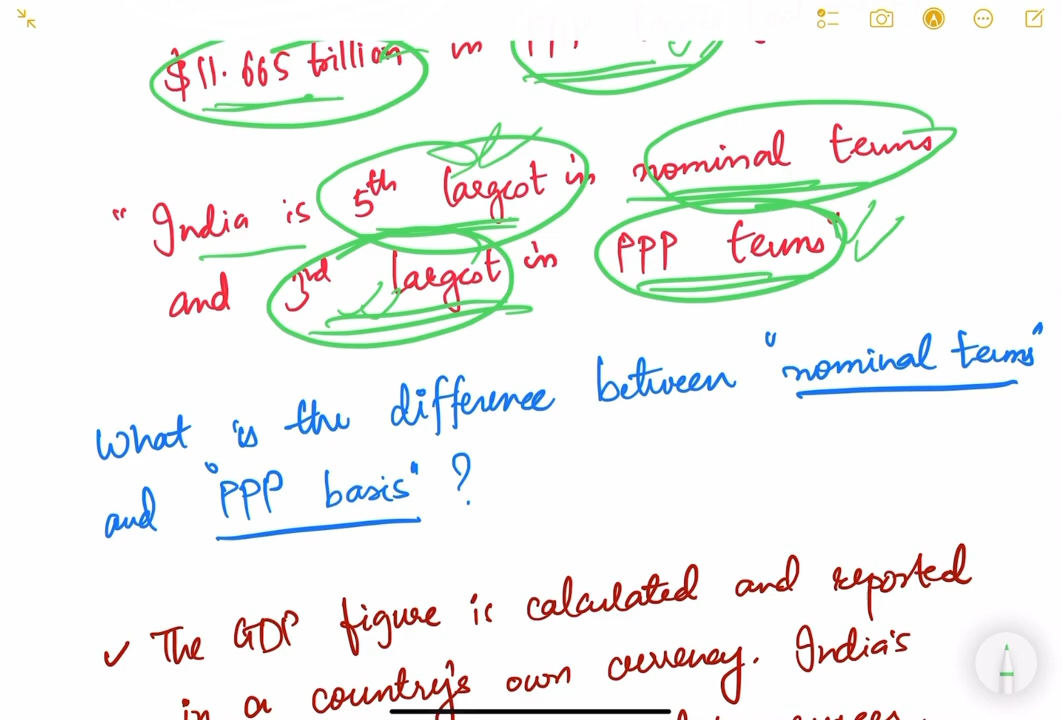 $11.665 trillion in PPP
"India is 5th largest in nominal terms
and 3rd largest in PPP terms"
What is the difference between "nominal terms"
and "PPP basis" ?
✓ The GDP figure is calculated and reported
in a country's own currency. India's